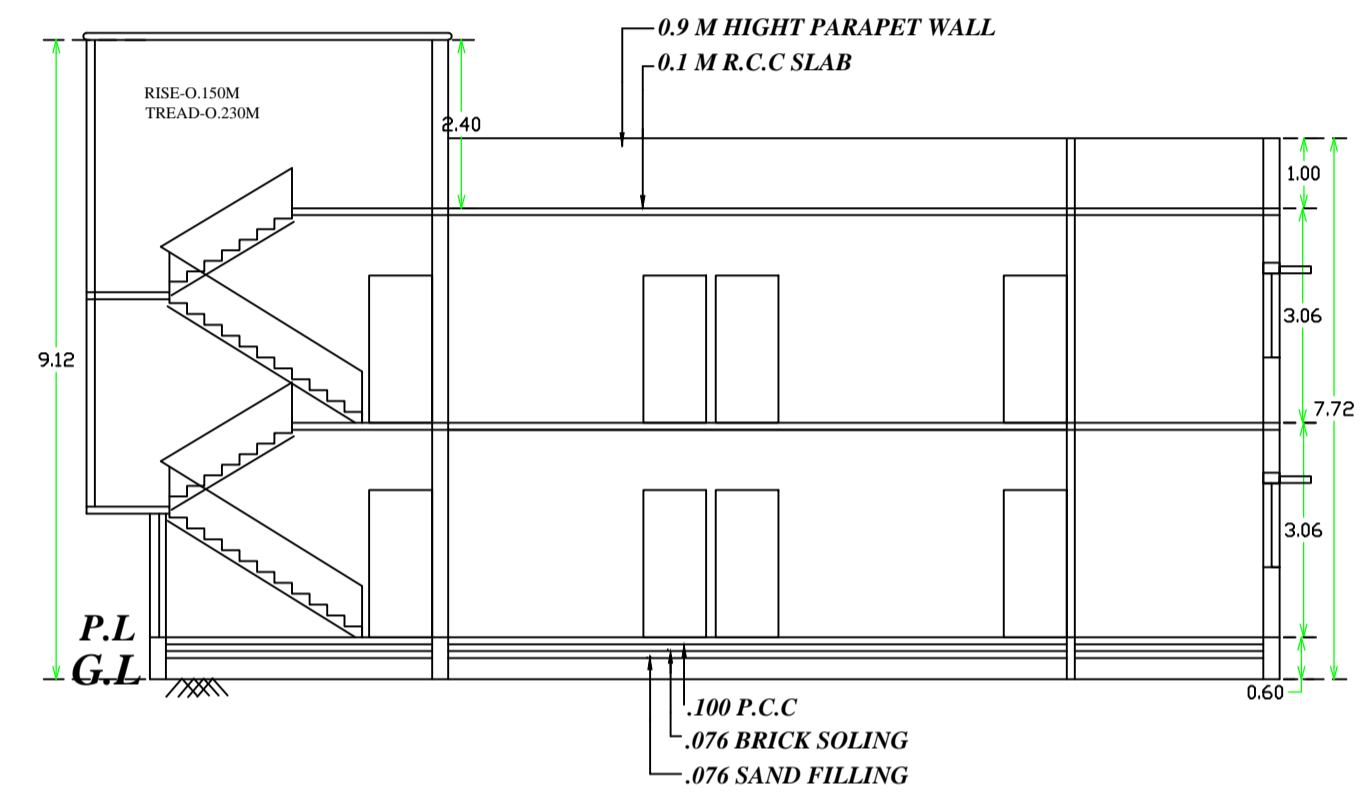 0.9 M HIGHT PARAPET WALL
0.1 M R.C.C SLAB
RISE-O.150M
TREAD-O.230M
2.40
1.00
3.06
9.12
7.72
3.06
P.L
G.L
0.60
.100 P.C.C
.076 BRICK SOLING
.076 SAND FILLING